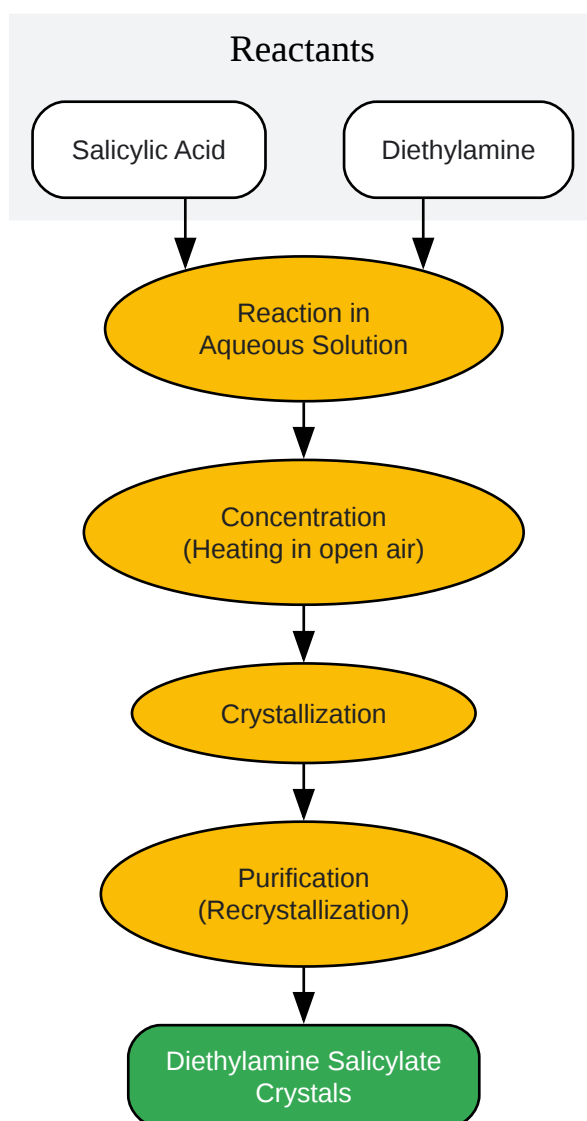 Reactants
Salicylic Acid
Diethylamine
Reaction in
Aqueous Solution
Concentration
(Heating in open air)
Crystallization
Purification
(Recrystallization)
Diethylamine Salicylate
Crystals